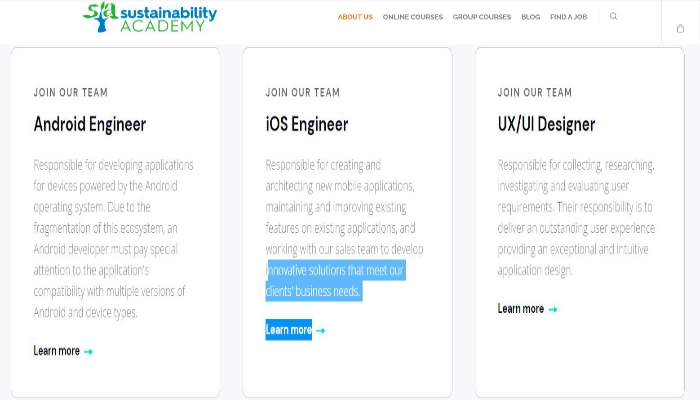 sustainability
ACADEMY
ABOUT US ONLINE COURSES GROUP COURSES BLOG FIND A JOB
JOIN OUR TEAM
Android Engineer
Responsible for developing applications
for devices powered by the Android
operating system. Due to the
fragmentation of this ecosystem, an
Android developer must pay special
attention to the application's
compatibility with multiple versions of
Android and device types.
Learn more →
JOIN OUR TEAM
iOS Engineer
Responsible for creating and
architecting new mobile applications,
maintaining and improving existing
features on existing applications, and
working with our sales team to develop
innovative solutions that meet our
clients' business needs.
Learn more →
JOIN OUR TEAM
UX/UI Designer
Responsible for collecting, researching,
investigating and evaluating user
requirements. Their responsibility is to
deliver an outstanding user experience
providing an exceptional and intuitive
application design.
Learn more →